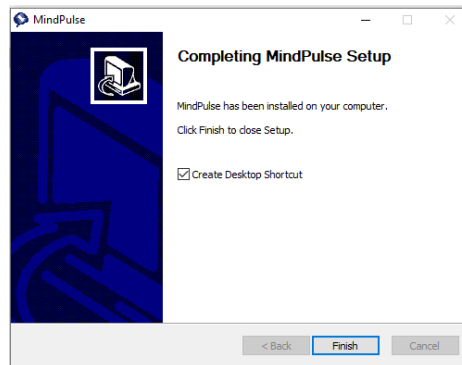 MindPulse
Completing MindPulse Setup
MindPulse has been installed on your computer.
Click Finish to close Setup.
Create Desktop Shortcut
< Back Finish Cancel